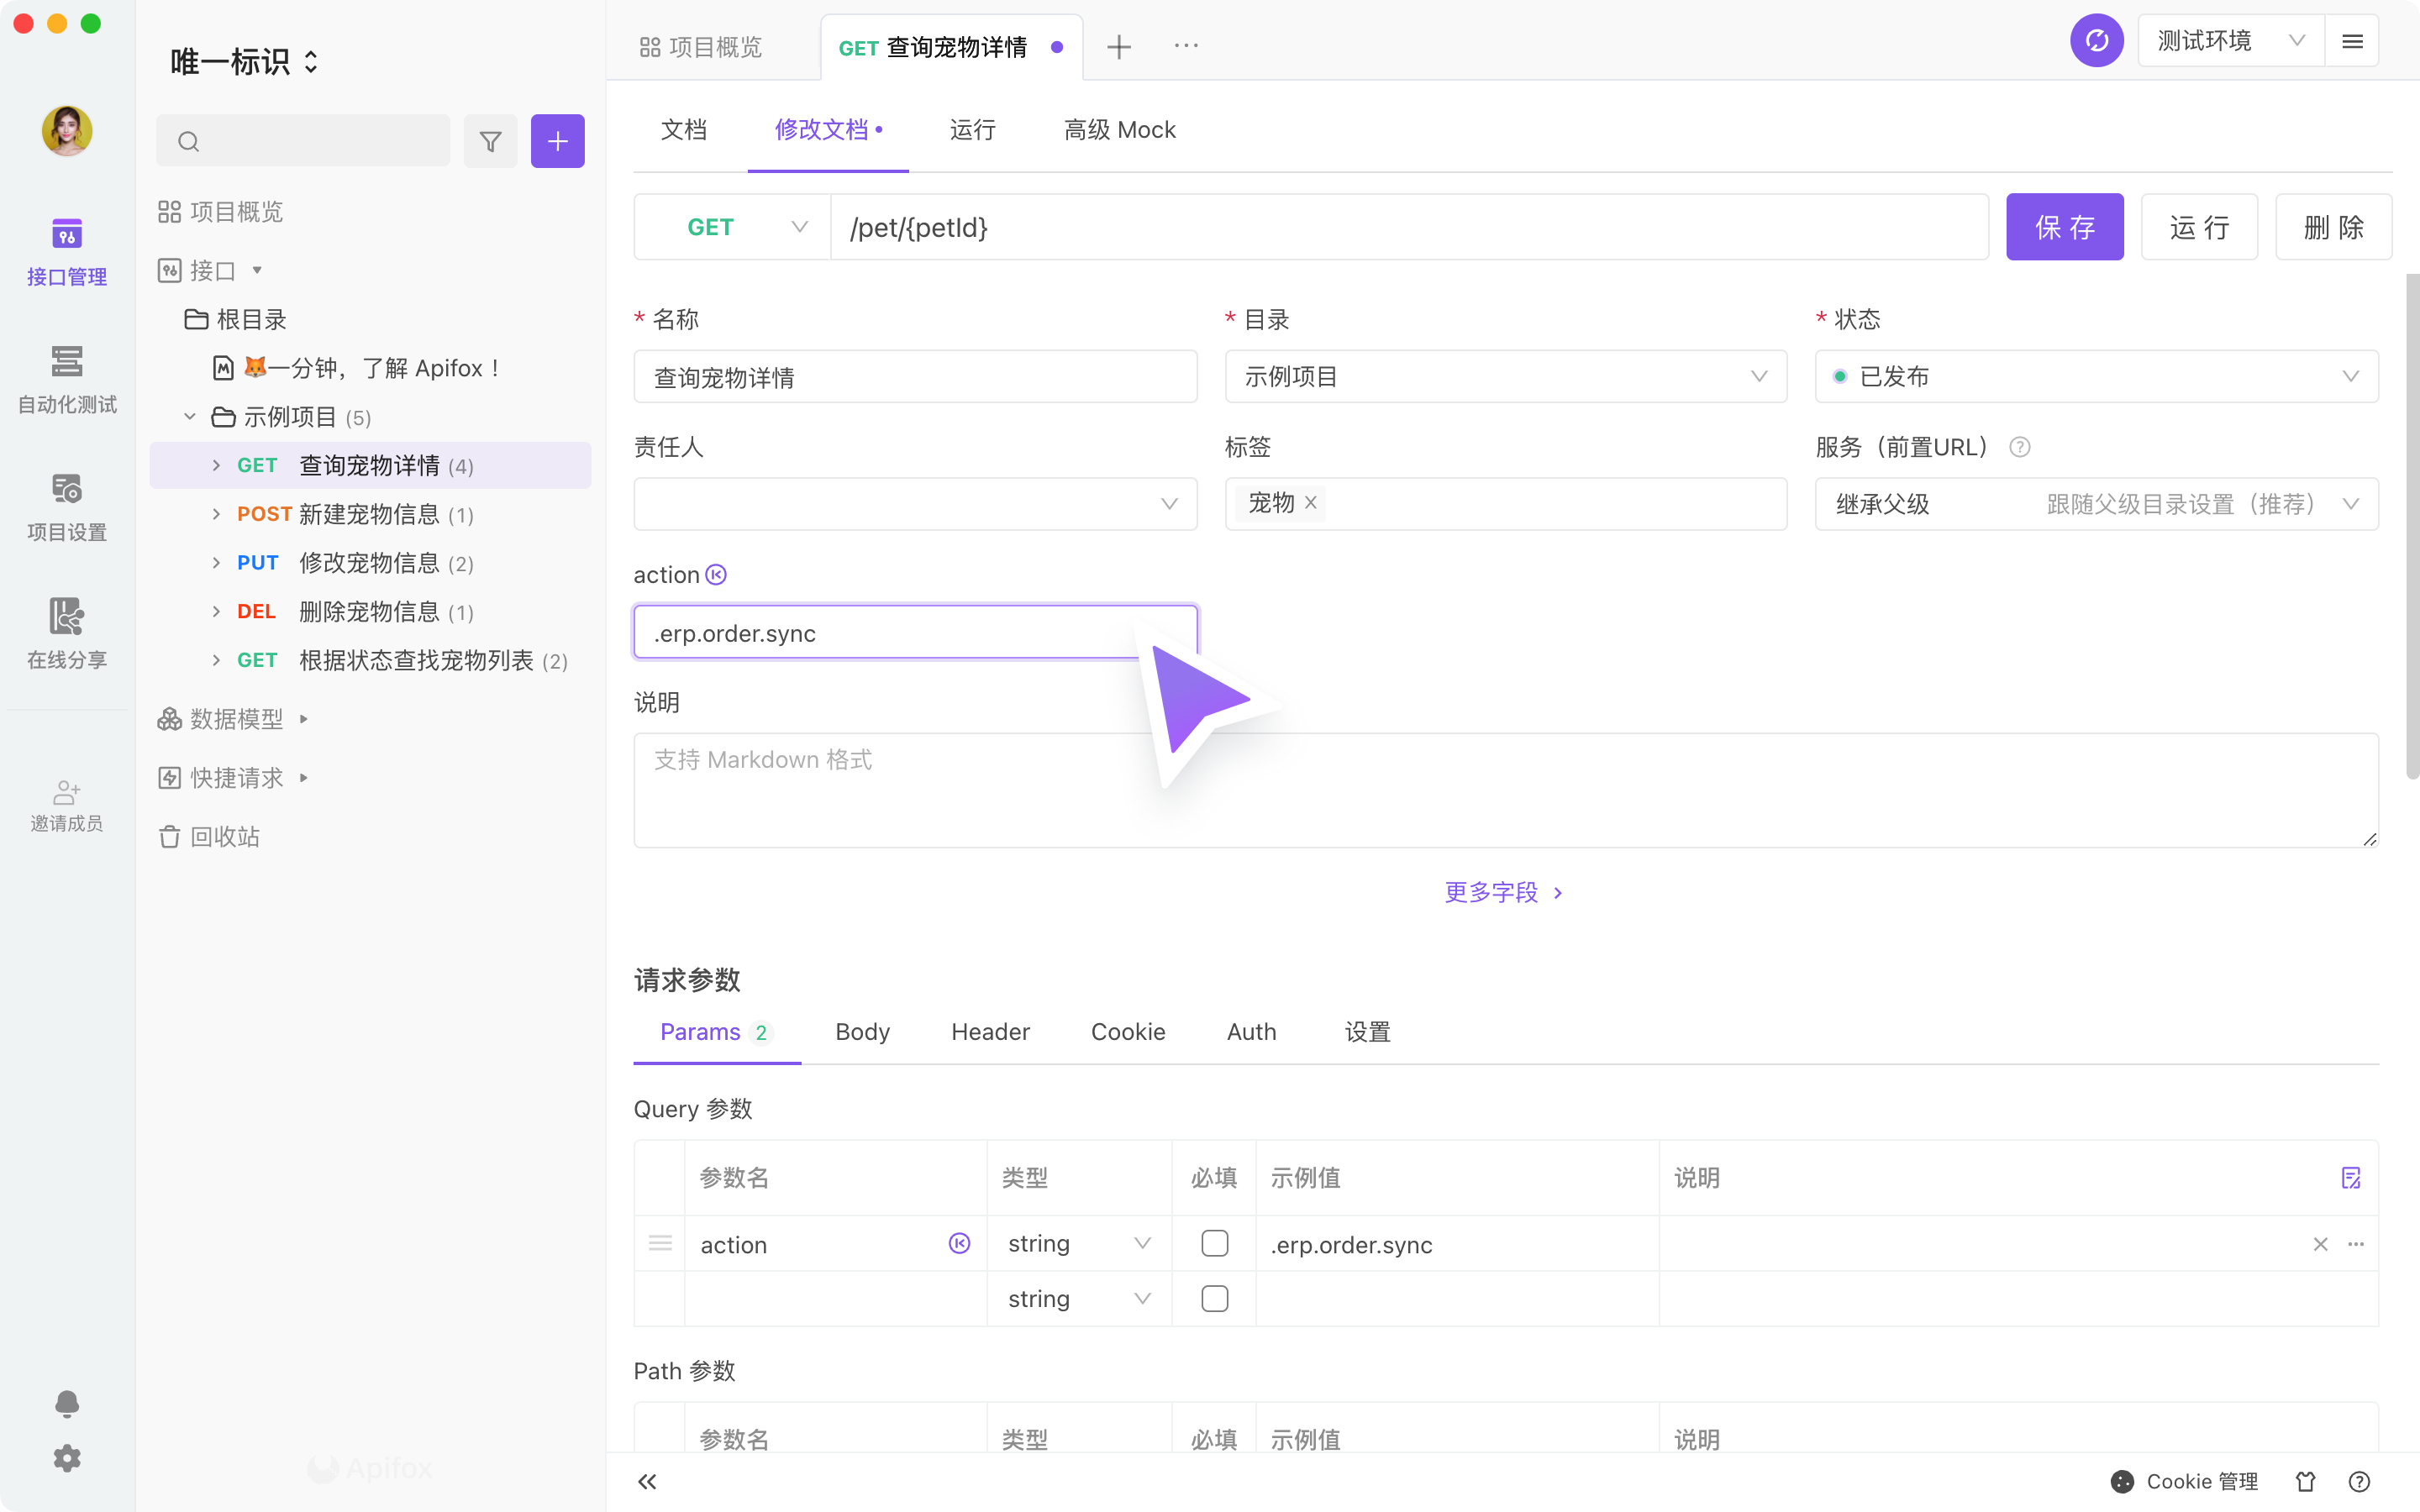 唯一标识
接口管理
自动化测试
项目设置
在线分享
邀请成员
项目概览
接口
根目录
🦊一分钟，了解 Apifox！
示例项目 (5)
GET 查询宠物详情 (4)
POST 新建宠物信息 (1)
PUT 修改宠物信息 (2)
DEL 删除宠物信息 (1)
GET 根据状态查找宠物列表 (2)
数据模型
快捷请求
回收站
Apifox
项目概览
GET 查询宠物详情
测试环境
文档 修改文档 运行 高级 Mock
GET /pet/{petId} 保 存 运 行 删 除
* 名称 * 目录 * 状态
查询宠物详情 示例项目 已发布
责任人 标签 服务（前置URL）
宠物 继承父级 跟随父级目录设置（推荐）
action
.erp.order.sync
说明
支持 Markdown 格式
更多字段
请求参数
Params 2 Body Header Cookie Auth 设置
Query 参数
参数名 类型 必填 示例值 说明
action string .erp.order.sync
string
Path 参数
参数名 类型 必填 示例值 说明
Cookie 管理